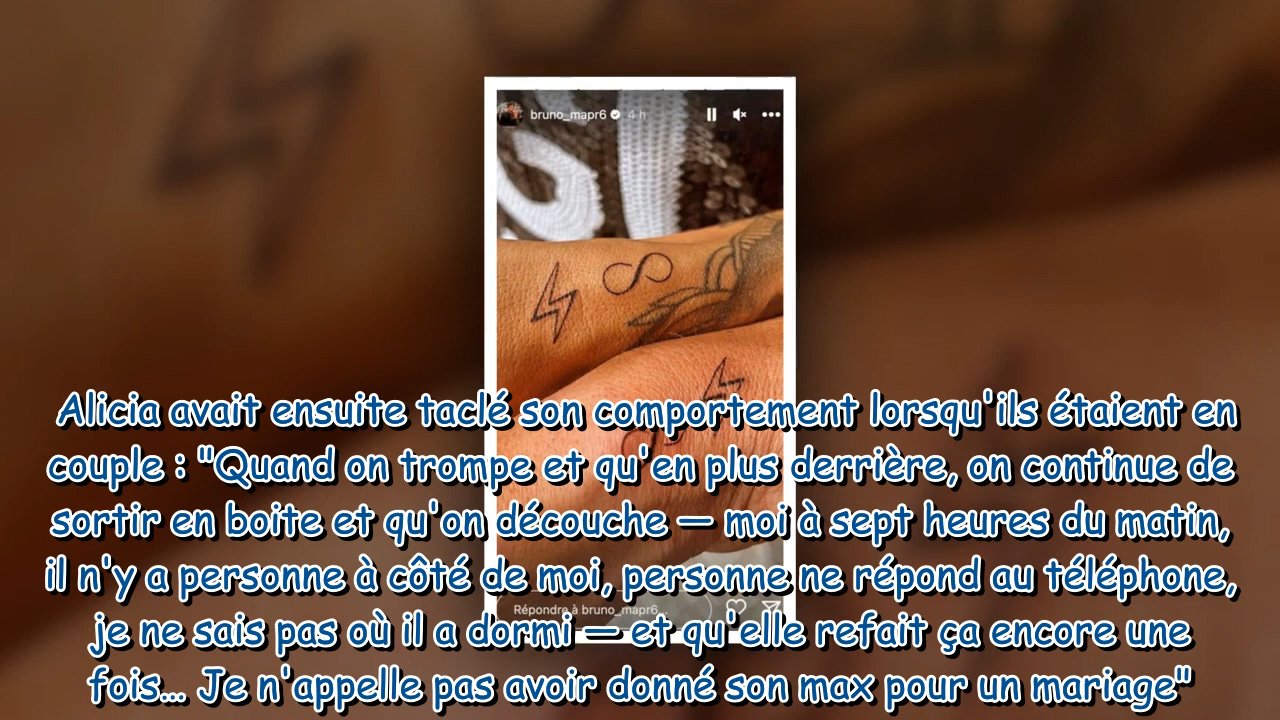 bruno_mapr6 4 h
Alicia avait ensuite taclé son comportement lorsqu'ils étaient en
couple : "Quand on trompe et qu'en plus derrière, on continue de
sortir en boite et qu'on découche — moi à sept heures du matin,
il n'y a personne à côté de moi, personne ne répond au téléphone,
Répondre à bruno_mapr6...
je ne sais pas où il a dormi — et qu'elle refait ça encore une
fois... Je n'appelle pas avoir donné son max pour un mariage"